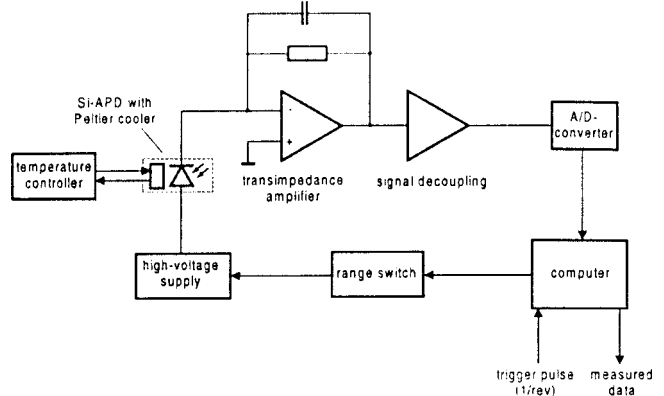 Si-APD with
Peltier cooler
-
+
A/D-
converter
temperature
controller
transimpedance
amplifier
signal decoupling
high-voltage
supply
range switch
computer
trigger pulse
(1/rev)
measured
data